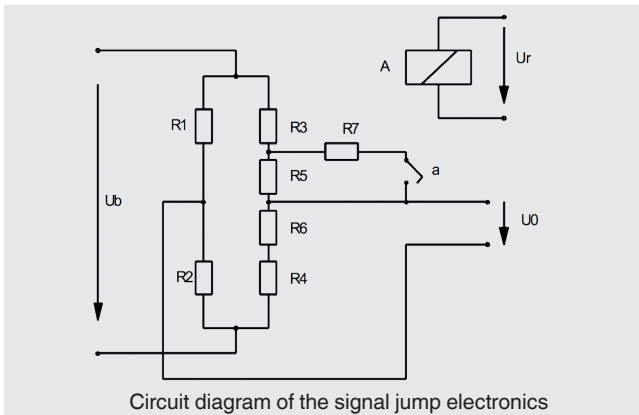 A
Ur
R1
R3
R7
a
R5
Ub
U0
R6
R2
R4
Circuit diagram of the signal jump electronics